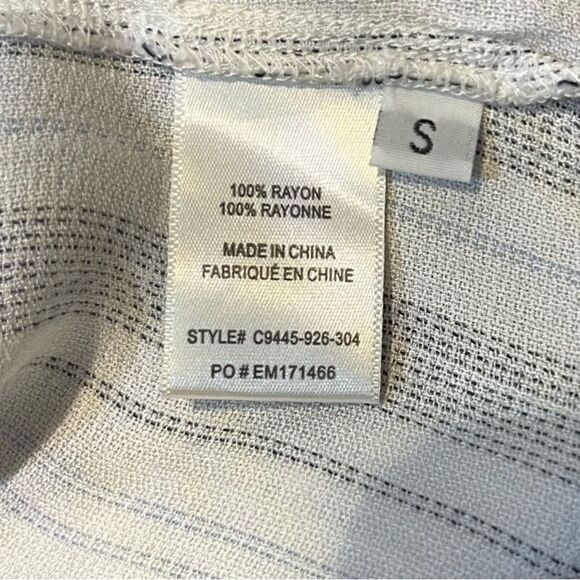 S
100% RAYON
100% RAYONNE
MADE IN CHINA
FABRIQUÉ EN CHINE
STYLE# C9445-926-304
PO # EM171466